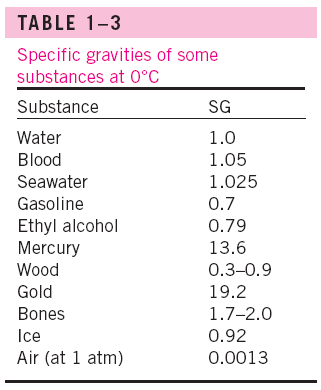 TABLE 1–3
Specific gravities of some
substances at 0°C
Substance SG
Water 1.0
Blood 1.05
Seawater 1.025
Gasoline 0.7
Ethyl alcohol 0.79
Mercury 13.6
Wood 0.3–0.9
Gold 19.2
Bones 1.7–2.0
Ice 0.92
Air (at 1 atm) 0.0013